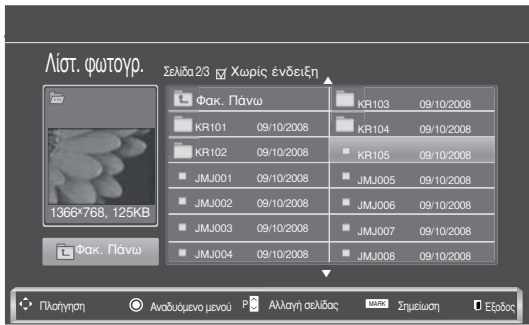 Λίστ. φωτογρ.
Σελίδα 2/3 Χωρίς ένδειξη
Φακ. Πάνω
KR101 09/10/2008
KR102 09/10/2008
JMJ001 09/10/2008
JMJ002 09/10/2008
JMJ003 09/10/2008
JMJ004 09/10/2008
KR103 09/10/2008
KR104 09/10/2008
KR105 09/10/2008
JMJ005 09/10/2008
JMJ006 09/10/2008
JMJ007 09/10/2008
JMJ008 09/10/2008
1366x768, 125KB
Φακ. Πάνω
Πλοήγηση Αναδυόμενο μενού P Αλλαγή σελίδας MARK Σημείωση Εξοδος